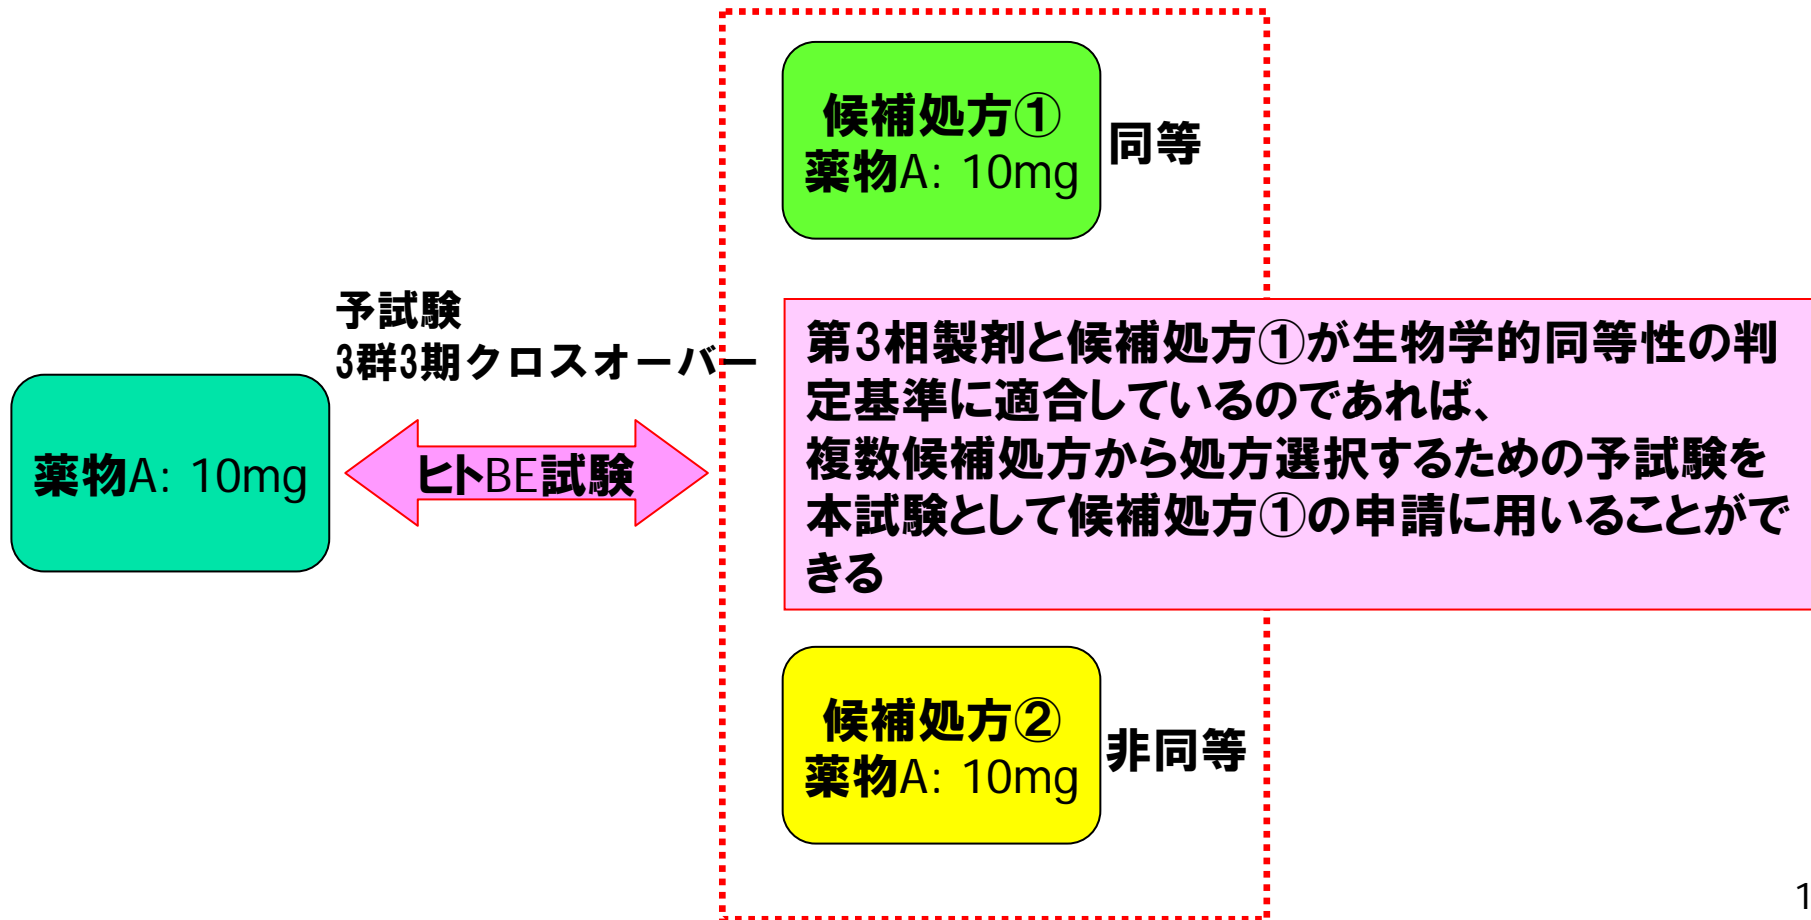 候補処方①
薬物A: 10mg
同等
予試験
3群3期クロスオーバー
薬物A: 10mg
ヒトBE試験
第3相製剤と候補処方①が生物学的同等性の判
定基準に適合しているのであれば、
複数候補処方から処方選択するための予試験を
本試験として候補処方①の申請に用いることがで
きる
候補処方②
薬物A: 10mg
非同等
1